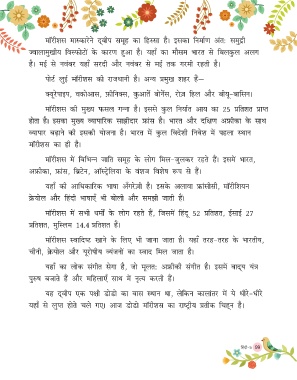 मॉरीशस मास्कारेने द्वीप समूह का हिस्सा है। इसका निर्माण अंतः समुद्री
ज्वालामुखीय विस्फोटों के कारण हुआ है। यहाँ का मौसम भारत से बिलकुल अलग
है। मई से नवंबर यहाँ सरदी और नवंबर से मई तक गरमी रहती है।
पोर्ट लुई मॉरीशस की राजधानी है। अन्य प्रमुख शहर है—
क्यूरेपाइप, वकोआस, फ़ीनिक्स, कुआर्ते बोर्गेस, रोज़ हिल और बीयू-बासिन।
मॉरीशस की मुख्य फसल गन्ना है। इससे कुल निर्यात आय का 25 प्रतिशत प्राप्त
होता है। इसका मुख्य व्यापारिक साझीदार फ्रांस है। भारत और दक्षिण अफ्रीका के साथ
व्यापार बढ़ाने की इसकी योजना है। भारत में कुल विदेशी निवेश में पहला स्थान
मॉरीशस का ही है।
मॉरीशस में विभिन्न जाति समूह के लोग मिल-जुलकर रहते हैं। इसमें भारत,
अफ्रीका, फ्रांस, ब्रिटेन, ऑस्ट्रेलिया के वंशज विशेष रूप से हैं।
यहाँ की आधिकारिक भाषा अँगरेज़ी है। इसके अलावा फ्रांसीसी, मॉरीशियन
क्रेयोल और हिंदी भाषाएँ भी बोली और समझी जाती हैं।
मॉरीशस में सभी धर्मों के लोग रहते हैं, जिसमें हिंदू 52 प्रतिशत, ईसाई 27
प्रतिशत, मुस्लिम 14.4 प्रतिशत हैं।
मॉरीशस स्वादिष्ट खाने के लिए भी जाना जाता है। यहाँ तरह-तरह के भारतीय,
चीनी, क्रेयोल और यूरोपीय व्यंजनों का स्वाद मिल जाता है।
यहाँ का लोक संगीत सेगा है, जो मूलतः अफ्रीकी संगीत है। इसमें वाद्य यंत्र
पुरुष बजाते हैं और महिलाएँ साथ में नृत्य करती हैं।
यह द्वीप एक पक्षी डोडो का वास स्थान था, लेकिन कालांतर में ये धीरे-धीरे
यहाँ से लुप्त होते चले गए। आज डोडो मॉरीशस का राष्ट्रीय प्रतीक चिह्न है।